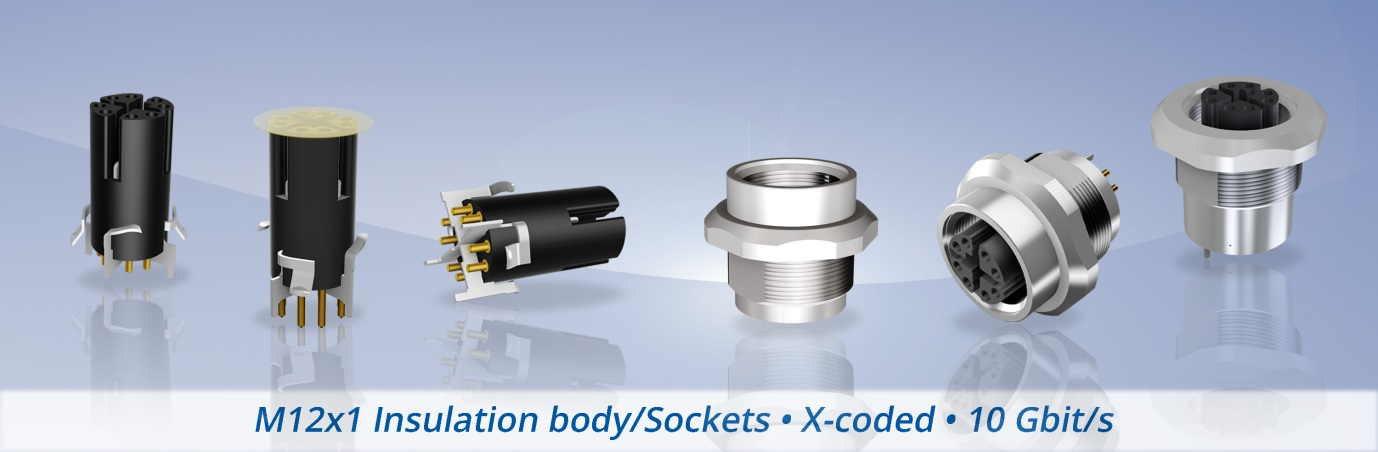 M12x1 Insulation body/Sockets • X-coded • 10 Gbit/s